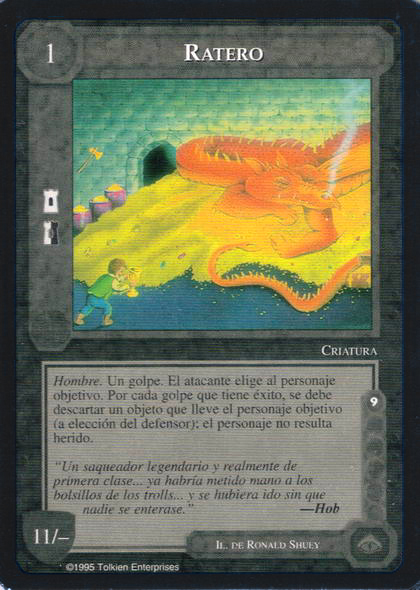 1
RATERO
CRIATURA
Hombre. Un golpe. El atacante elige al personaje
objetivo. Por cada golpe que tiene éxito, se debe
descartar un objeto que lleve el personaje objetivo
(a elección del defensor); el personaje no resulta
herido.
9
"Un saqueador legendario y realmente de
primera clase... ya habría metido mano a los
bolsillos de los trolls... y se hubiera ido sin que
nadie se enterase." —Hob
11/–
IL. DE RONALD SHUEY
©1995 Tolkien Enterprises